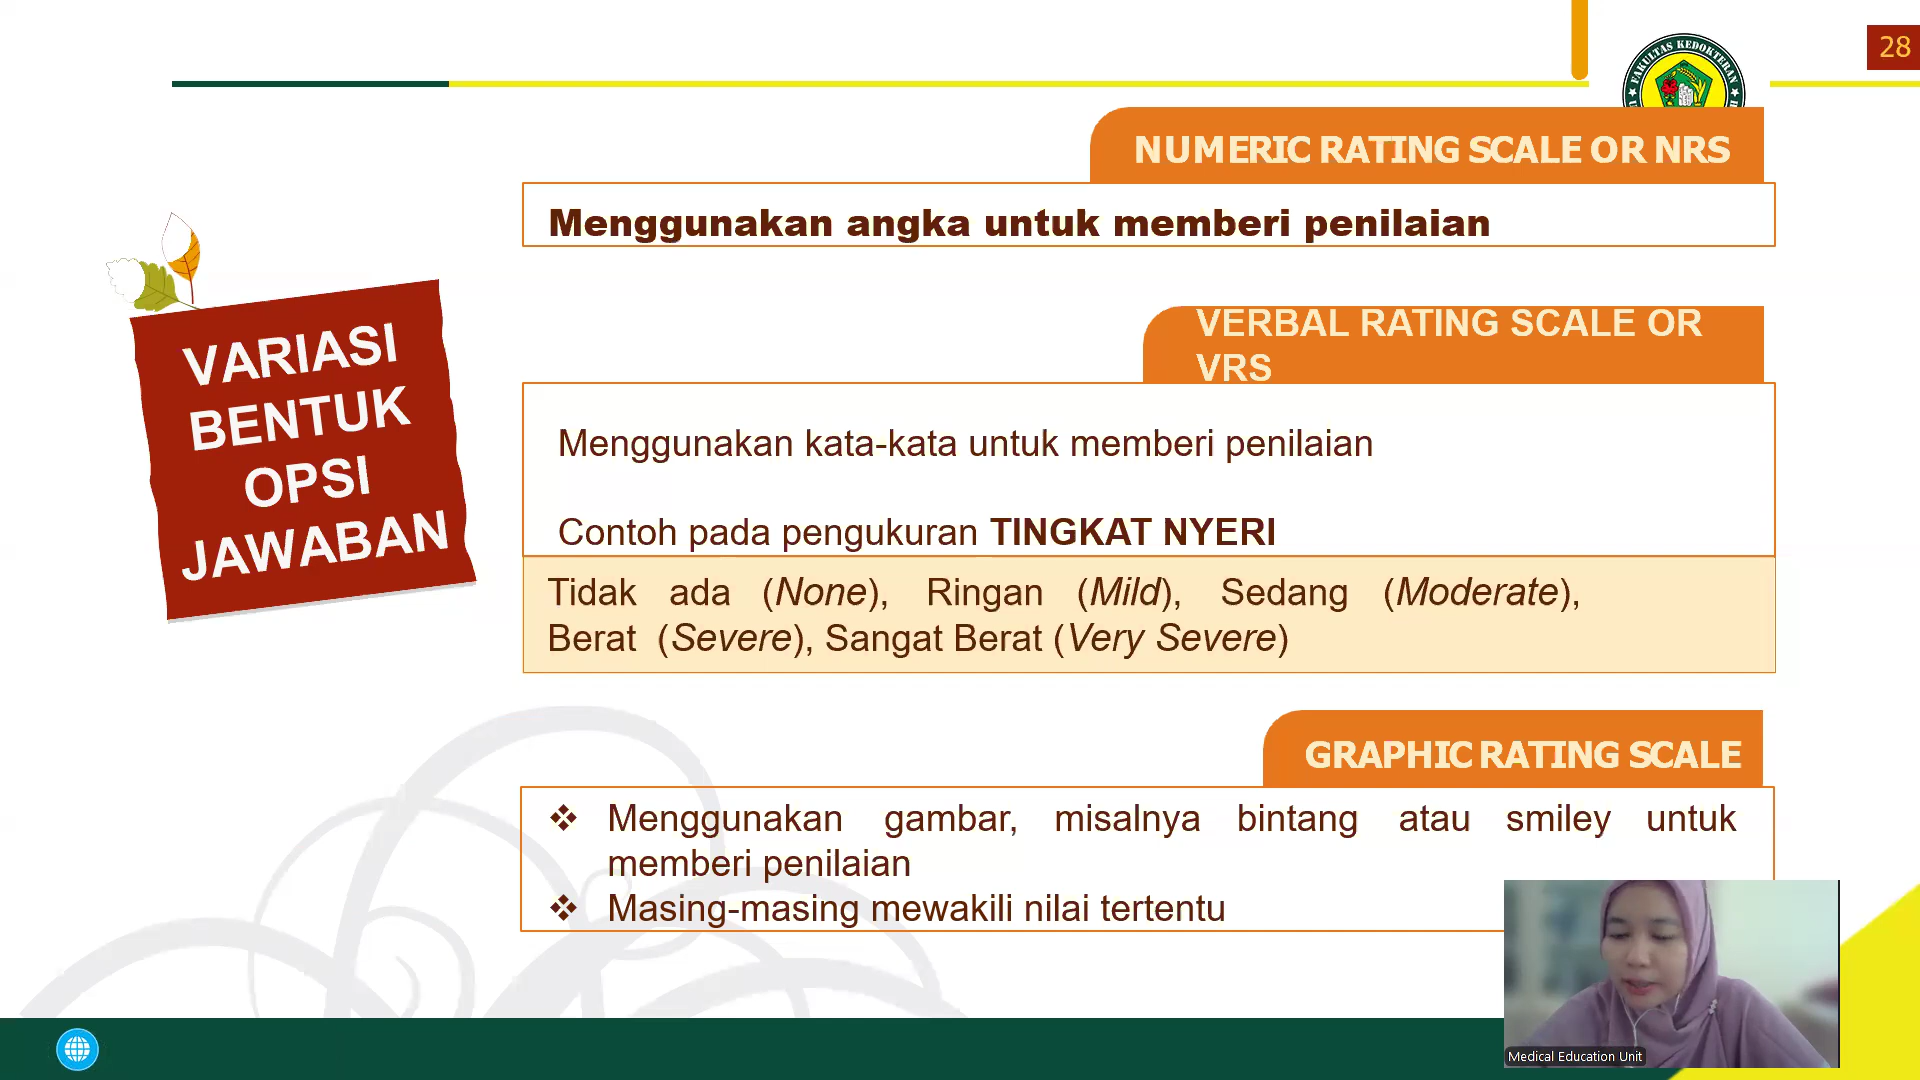 28
FAKULTAS KEDOKTERAN
NUMERIC RATING SCALE OR NRS
Menggunakan angka untuk memberi penilaian
VARIASI
BENTUK
OPSI
JAWABAN
VERBAL RATING SCALE OR
VRS
Menggunakan kata-kata untuk memberi penilaian
Contoh pada pengukuran TINGKAT NYERI
Tidak ada (None), Ringan (Mild), Sedang (Moderate),
Berat (Severe), Sangat Berat (Very Severe)
GRAPHIC RATING SCALE
❖ Menggunakan gambar, misalnya bintang atau smiley untuk
memberi penilaian
❖ Masing-masing mewakili nilai tertentu
Medical Education Unit